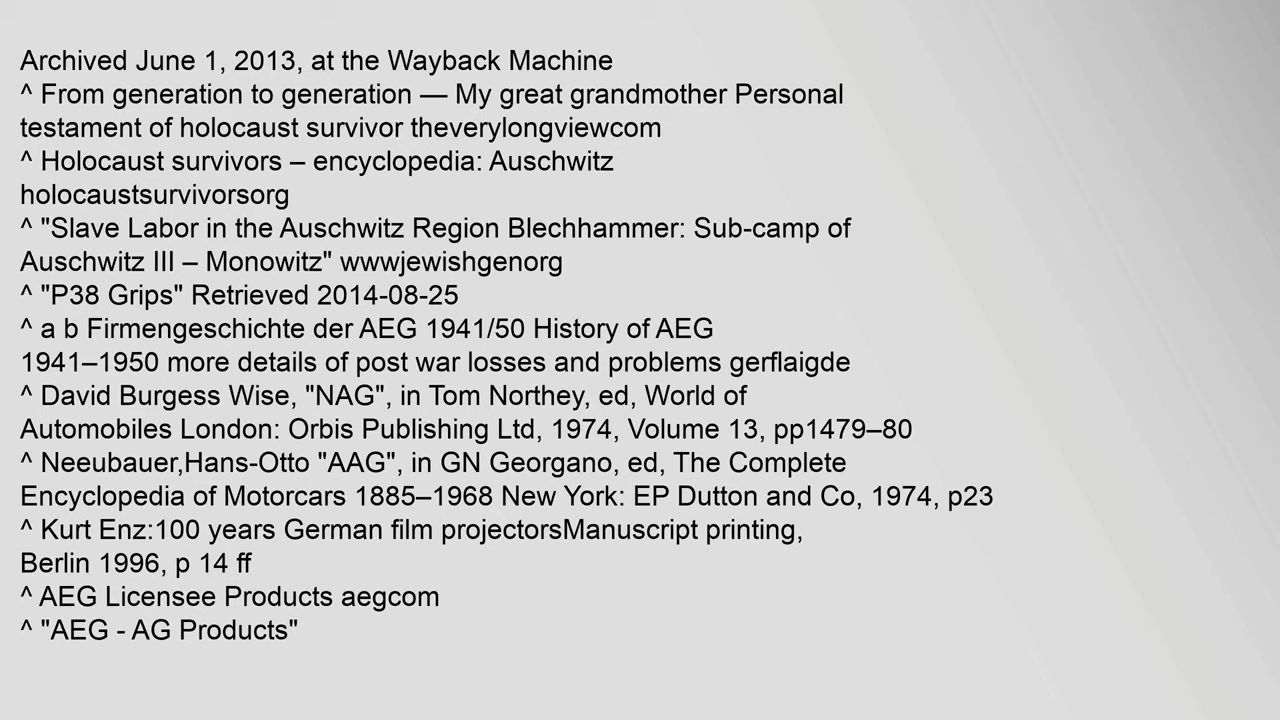 Archived June 1, 2013, at the Wayback Machine
^ From generation to generation — My great grandmother Personal
testament of holocaust survivor theverylongviewcom
^ Holocaust survivors – encyclopedia: Auschwitz
holocaustsurvivorsorg
^ "Slave Labor in the Auschwitz Region Blechhammer: Sub-camp of
Auschwitz III – Monowitz" wwwjewishgenorg
^ "P38 Grips" Retrieved 2014-08-25
^ a b Firmengeschichte der AEG 1941/50 History of AEG
1941–1950 more details of post war losses and problems gerflaigde
^ David Burgess Wise, "NAG", in Tom Northey, ed, World of
Automobiles London: Orbis Publishing Ltd, 1974, Volume 13, pp1479–80
^ Neeubauer,Hans-Otto "AAG", in GN Georgano, ed, The Complete
Encyclopedia of Motorcars 1885–1968 New York: EP Dutton and Co, 1974, p23
^ Kurt Enz:100 years German film projectorsManuscript printing,
Berlin 1996, p 14 ff
^ AEG Licensee Products aegcom
^ "AEG - AG Products"